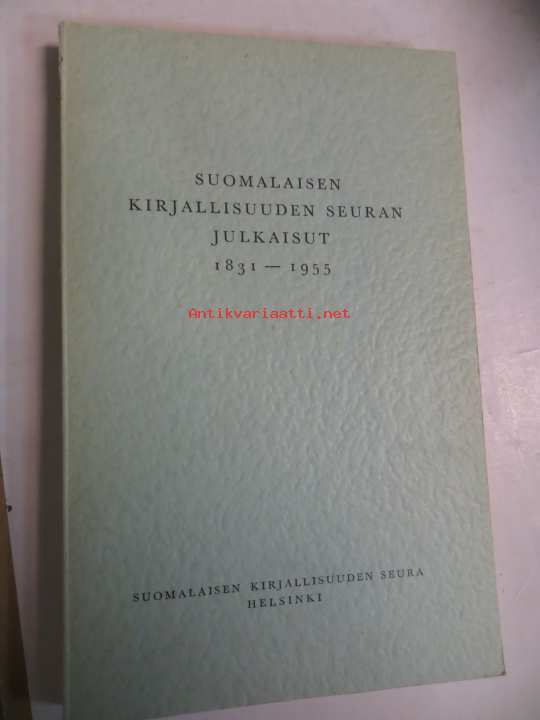 SUOMALAISEN
KIRJALLISUUDEN SEURAN
JULKAISUT
1831 — 1955
Antikvariaatti.net
SUOMALAISEN KIRJALLISUUDEN SEURA
HELSINKI